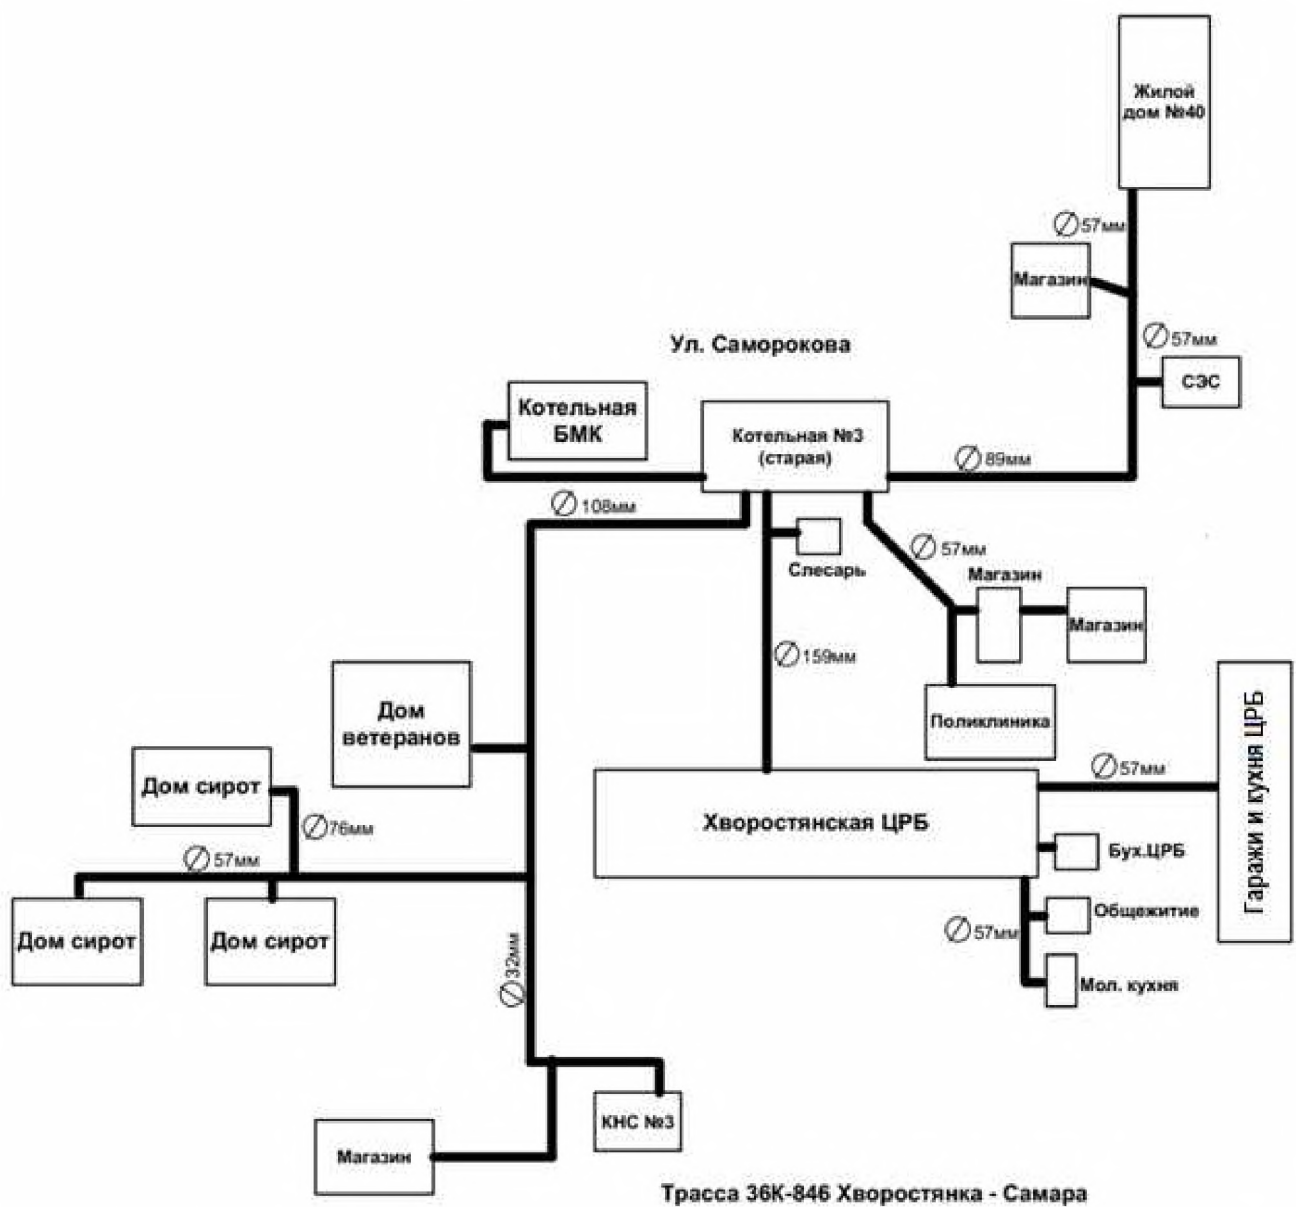 Жилой
дом №40
∅57мм
Магазин
∅57мм
СЭС
Ул. Саморокова
Котельная
БМК
Котельная №3
(старая)
∅89мм
∅108мм
Слесарь
∅57мм
Магазин
Магазин
∅159мм
Поликлиника
Дом
ветеранов
Дом сирот
∅76мм
∅57мм
Дом сирот
Дом сирот
Хворостянская ЦРБ
∅57мм
Гаражи и кухня ЦРБ
Бух.ЦРБ
Общежитие
∅57мм
Мол. кухня
∅32мм
КНС №3
Магазин
Трасса 36К-846 Хворостянка - Самара